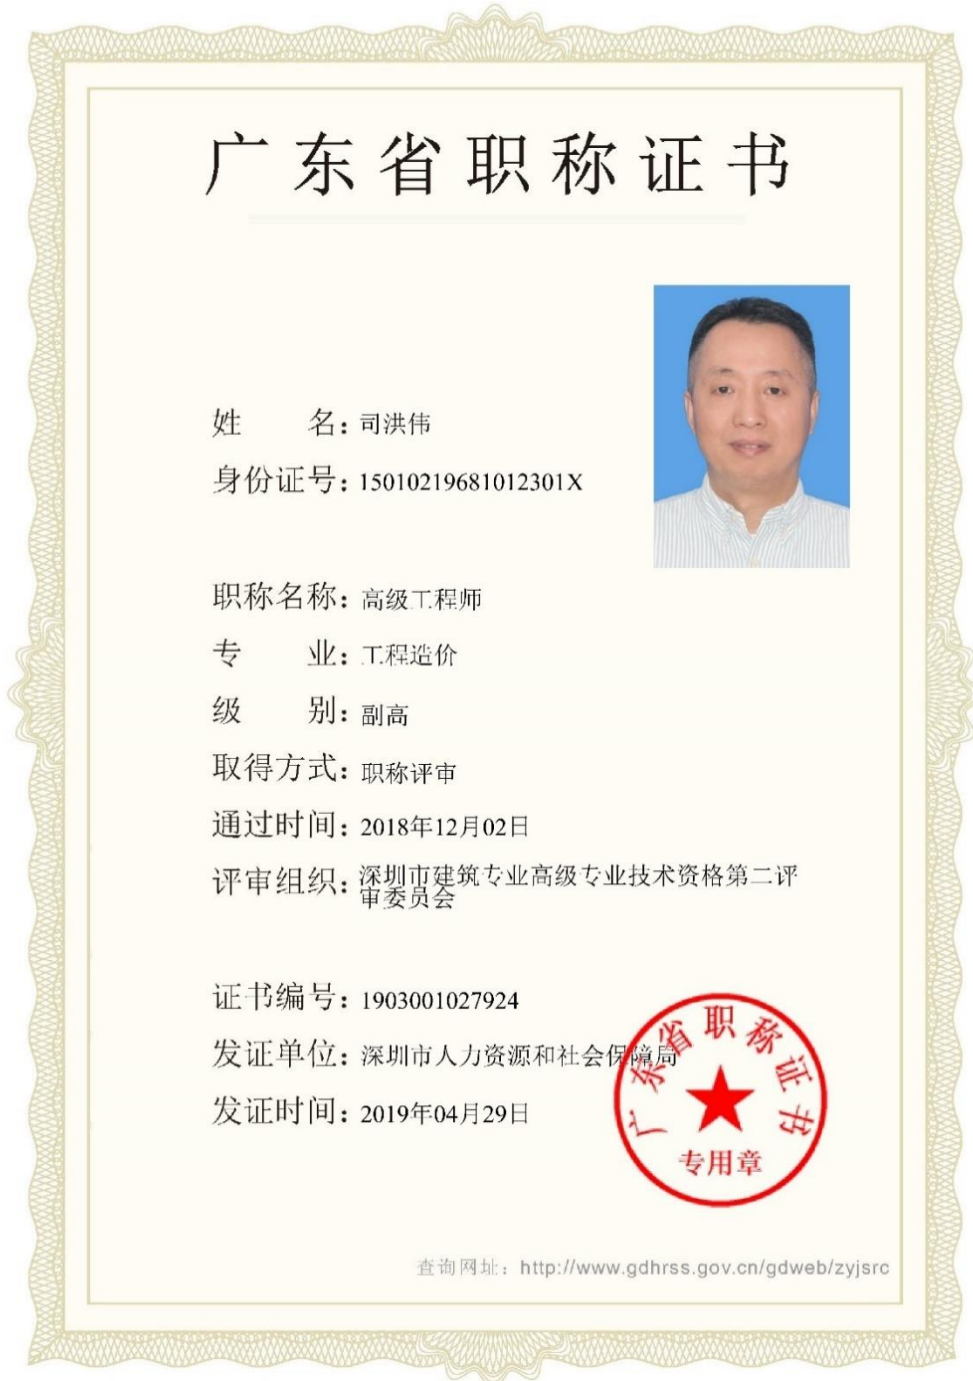 广东省职称证书
姓 名：司洪伟
身份证号：15010219681012301X
职称名称：高级工程师
专 业：工程造价
级 别：副高
取得方式：职称评审
通过时间：2018年12月02日
评审组织：深圳市建筑专业高级专业技术资格第二评
审委员会
证书编号：1903001027924
发证单位：深圳市人力资源和社会保障局
发证时间：2019年04月29日
广东省职称证书
专用章
查询网址：http://www.gdhrss.gov.cn/gdweb/zyjsrc